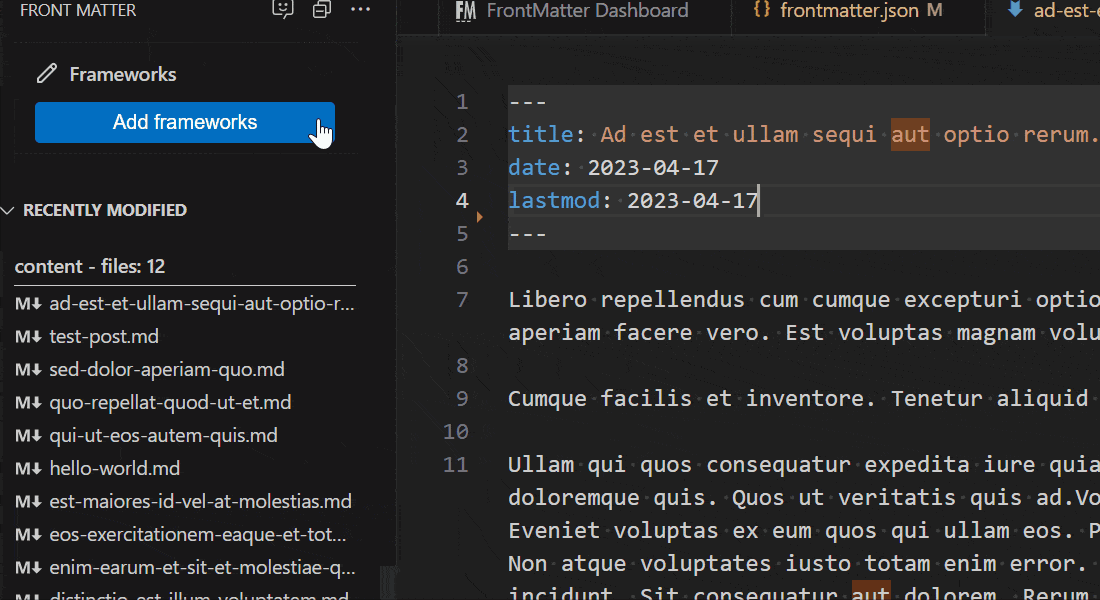 FRONT MATTER
Frameworks
Add frameworks
RECENTLY MODIFIED
content - files: 12
M↓ ad-est-et-ullam-sequi-aut-optio-r...
M↓ test-post.md
M↓ sed-dolor-aperiam-quo.md
M↓ quo-repellat-quod-ut-et.md
M↓ qui-ut-eos-autem-quis.md
M↓ hello-world.md
M↓ est-maiores-id-vel-at-molestias.md
M↓ eos-exercitationem-eaque-et-tot...
M↓ enim-earum-et-sit-et-molestiae-q...
M↓ distinctio-est-illum-voluptatem.md
FM FrontMatter Dashboard
{} frontmatter.json M
ad-est-e
1 ---
2 title: Ad est et ullam sequi aut optio rerum.
3 date: 2023-04-17
4 lastmod: 2023-04-17
5 ---
6
7 Libero repellendus cum cumque excepturi optio
aperiam facere vero. Est voluptas magnam volu
8
9 Cumque facilis et inventore. Tenetur aliquid
10
11 Ullam qui quos consequatur expedita iure quia
doloremque quis. Quos ut veritatis quis ad.Vo
Eveniet voluptas ex eum quos qui ullam eos. P
Non atque voluptates iusto totam enim error.
incidunt. Sit consequatur aut dolorem. Rerum